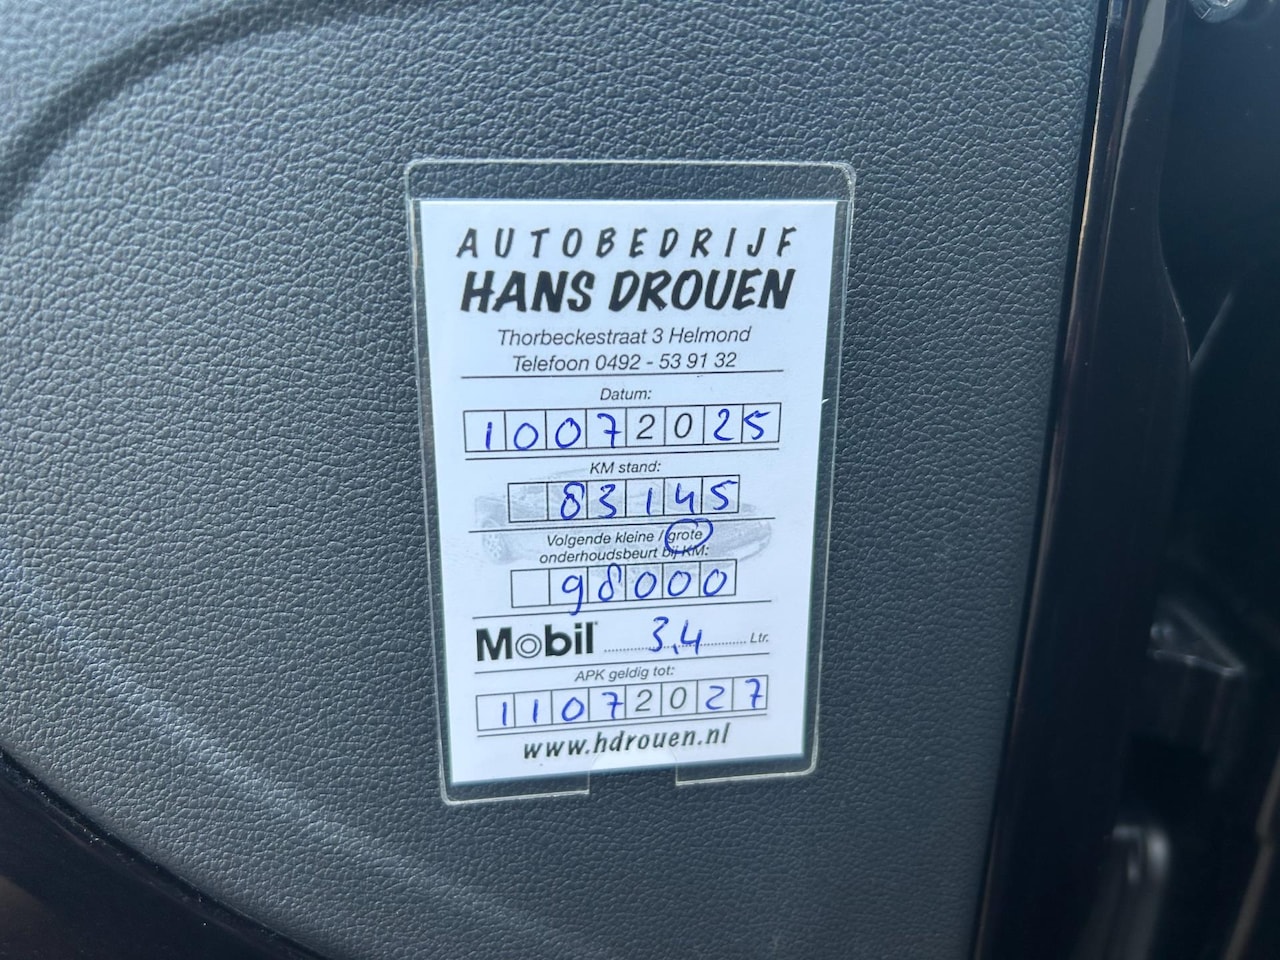 AUTOBEDRIJF
HANS DROUEN
Thorbeckestraat 3 Helmond
Telefoon 0492 - 53 91 32
Datum:
10072025
KM stand:
83145
Volgende kleine / grote
onderhoudsbeurt bij KM:
98000
Mobil 3,4 Ltr.
APK geldig tot:
11072027
www.hdrouen.nl